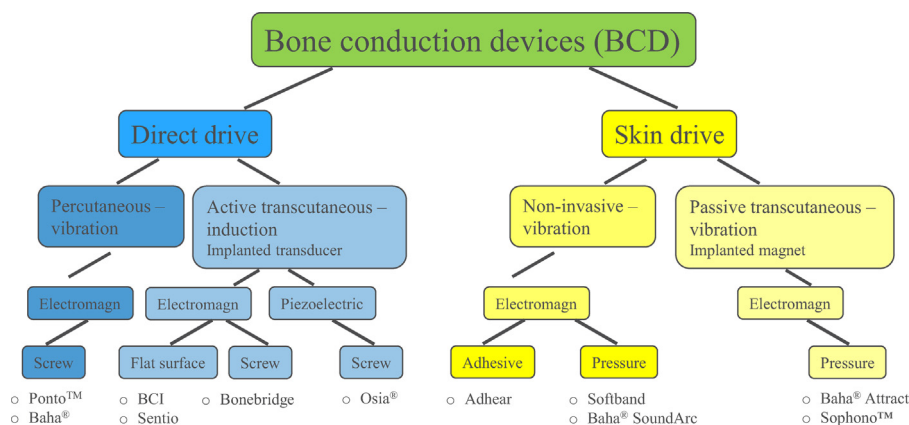 Bone conduction devices (BCD)
Direct drive
Skin drive
Percutaneous –
vibration
Active transcutaneous –
induction
Implanted transducer
Non-invasive –
vibration
Passive transcutaneous –
vibration
Implanted magnet
Electromagn
Electromagn
Piezoelectric
Electromagn
Electromagn
Screw
Flat surface
Screw
Screw
Adhesive
Pressure
Pressure
○ Ponto™
○ Baha®
○ BCI
○ Sentio
○ Bonebridge
○ Osia®
○ Adhear
○ Softband
○ Baha® SoundArc
○ Baha® Attract
○ Sophono™